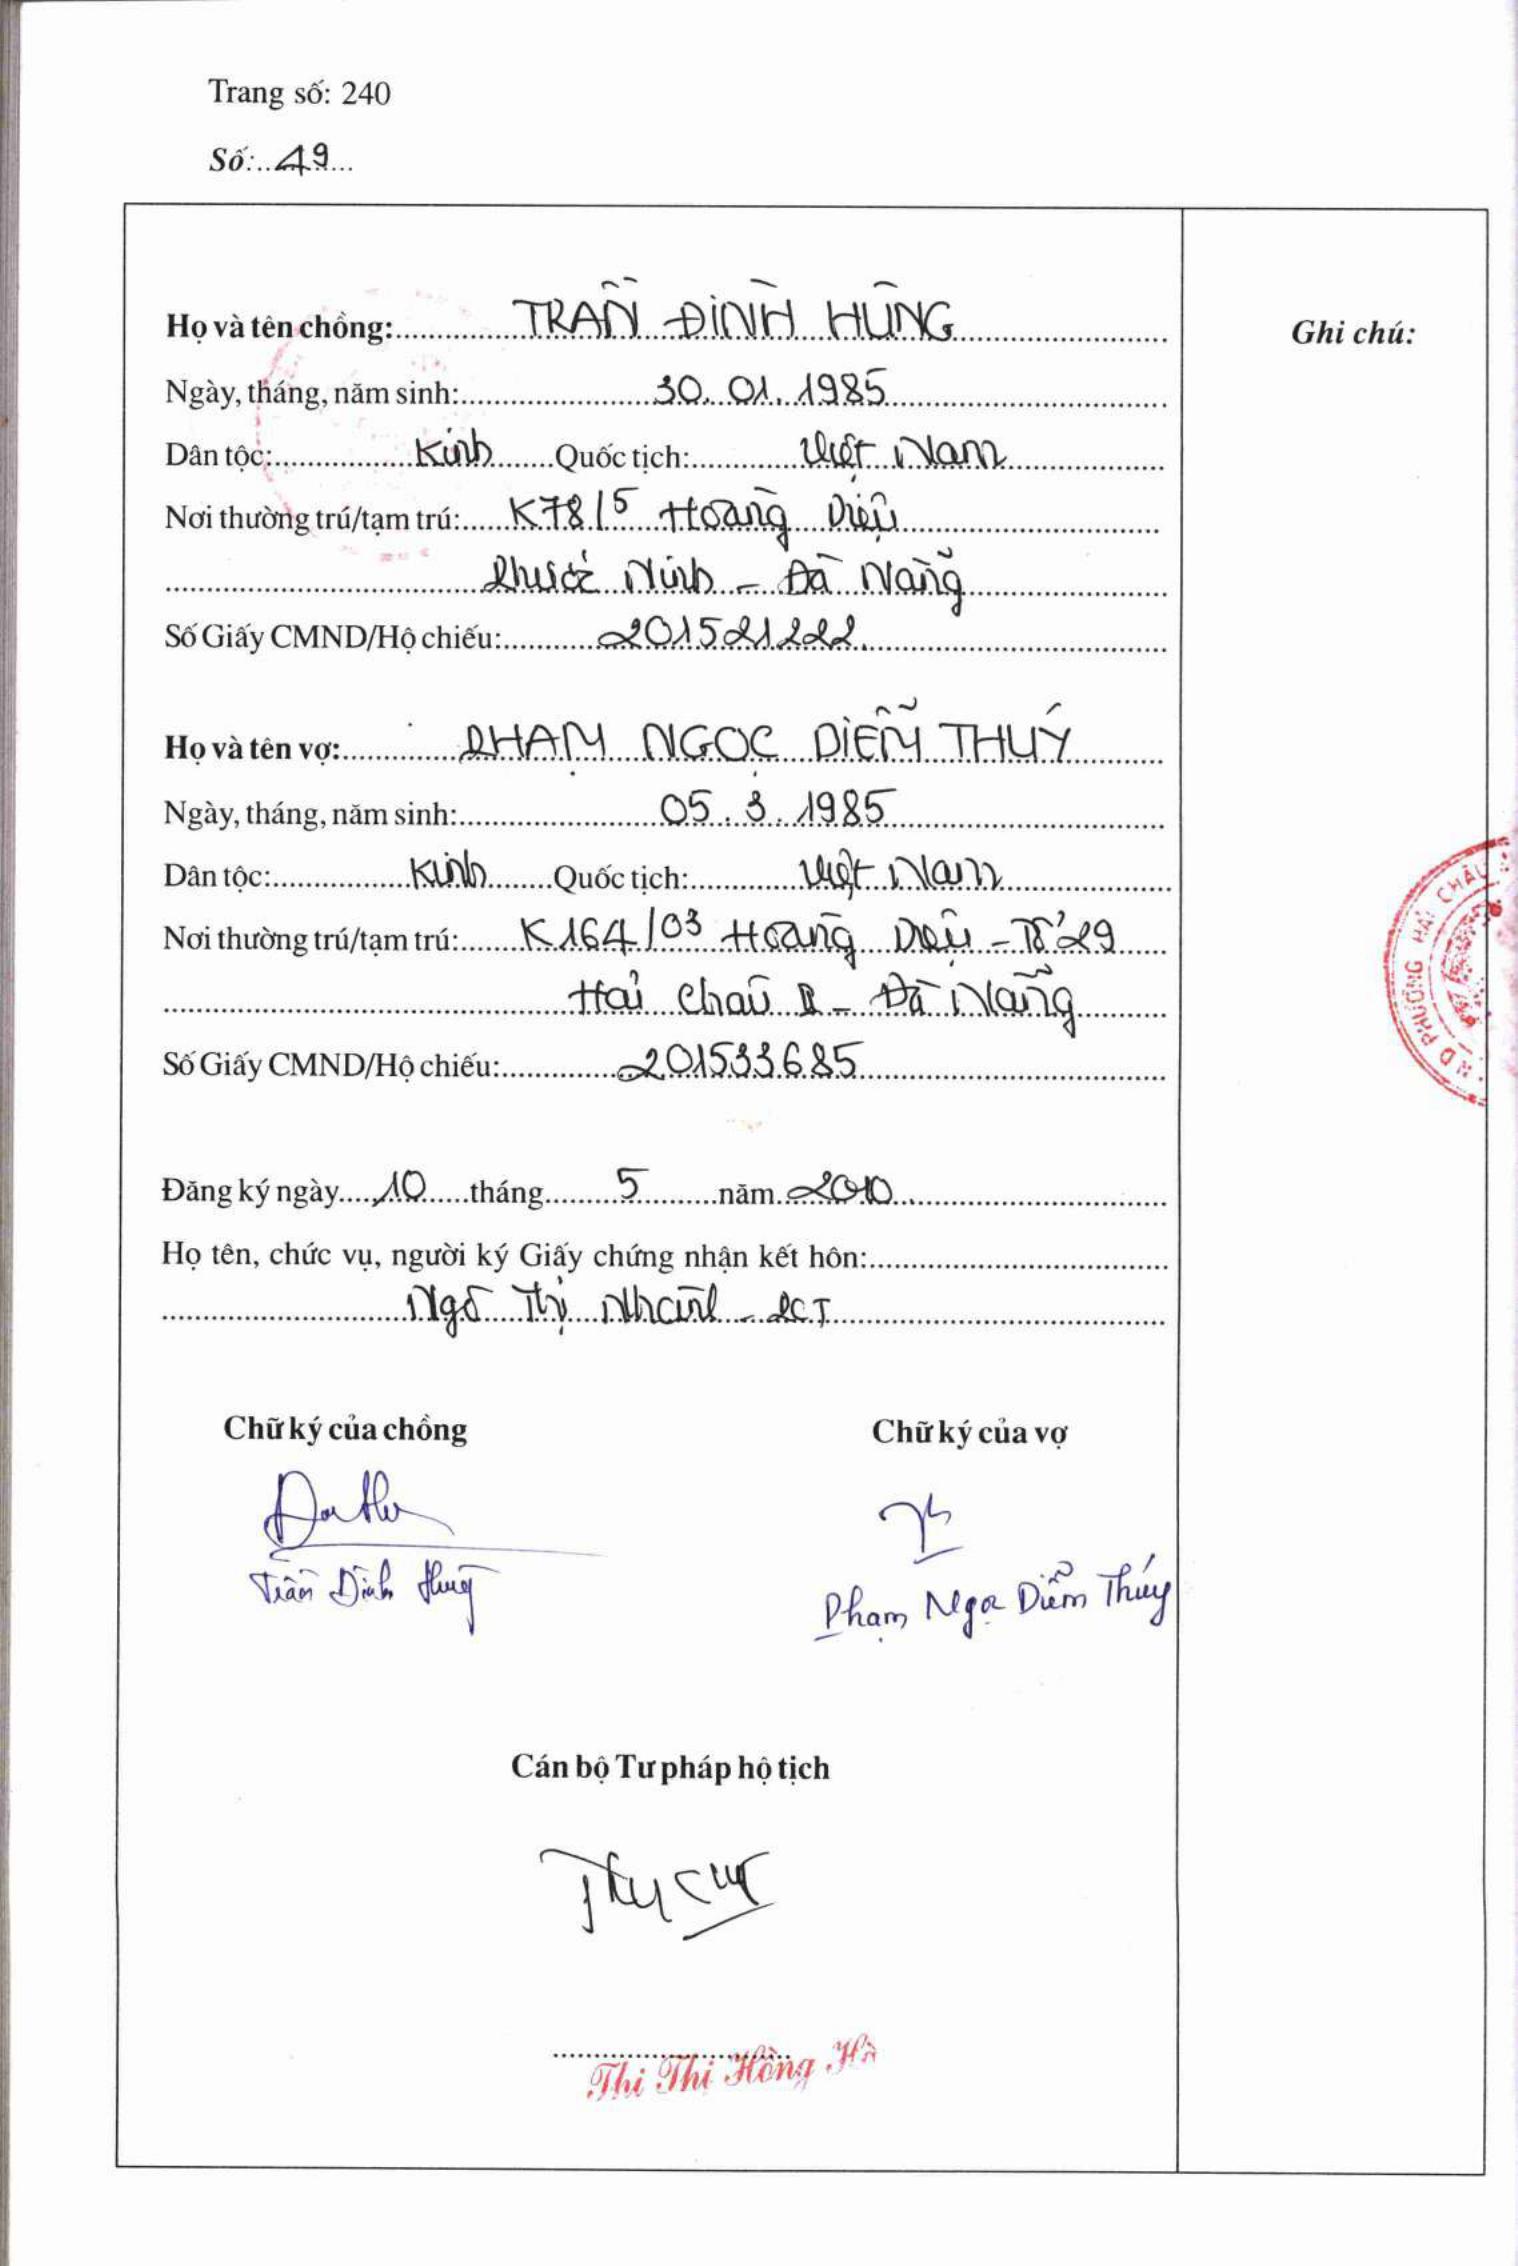 Trang số: 240
Số: 49
Họ và tên chồng: TRẦN ĐÌNH HÙNG
Ghi chú:
Ngày, tháng, năm sinh: 30. 01. 1985
Dân tộc: Kinh Quốc tịch: Việt Nam
Nơi thường trú/tạm trú: K78/5 Hoàng Diệu
Phước Ninh - Đà Nẵng
Số Giấy CMND/Hộ chiếu: 201521222
Họ và tên vợ: PHẠM NGỌC DIỄM THUÝ
Ngày, tháng, năm sinh: 05. 3. 1985
Dân tộc: Kinh Quốc tịch: Việt Nam
Nơi thường trú/tạm trú: K164/03 Hoàng Diệu - Tổ 29
Hải Châu II - Đà Nẵng
Số Giấy CMND/Hộ chiếu: 201533685
Đăng ký ngày 10 tháng 5 năm 2010
Họ tên, chức vụ, người ký Giấy chứng nhận kết hôn:
Ngô Thị - PCT
Chữ ký của chồng
Chữ ký của vợ
Trần Đình Hùng
Phạm Ngọc Diễm Thúy
Cán bộ Tư pháp hộ tịch
Thi Thị Hồng Hà
N.D PHƯỜNG HẢI CHÂU